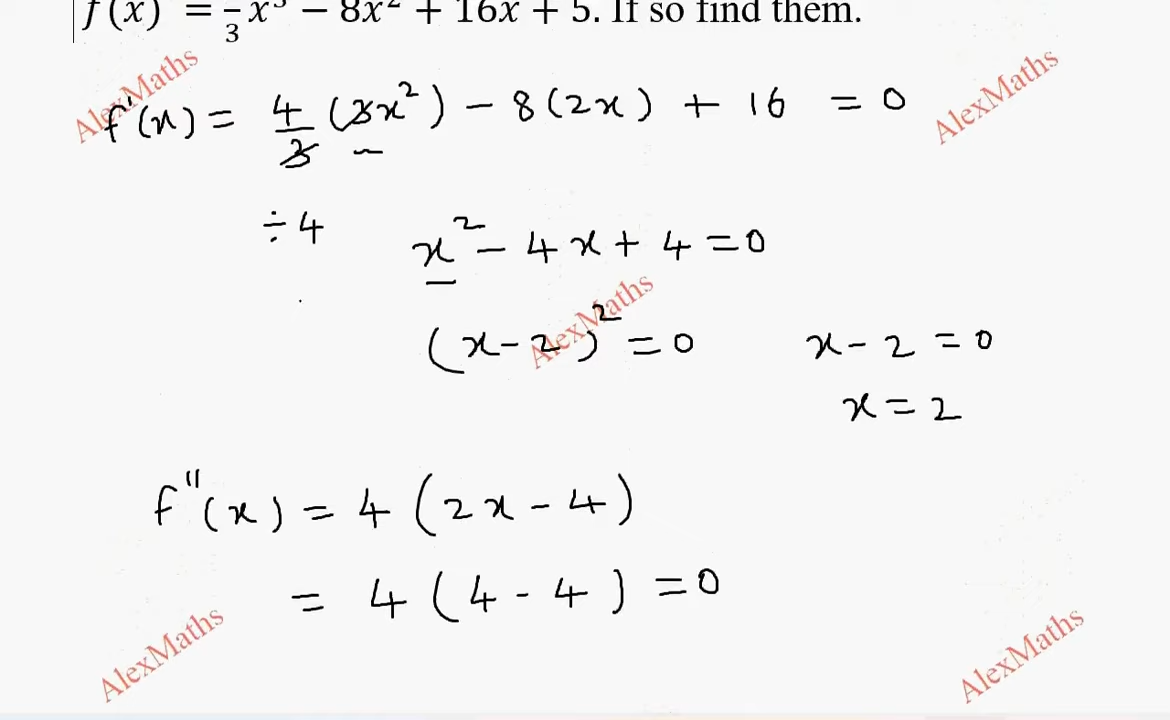 f(x) = _/3 x³ − 8x² + 16x + 5. If so find them.
AlexMaths
AlexMaths
f'(x) = 4/3 (3x²) − 8(2x) + 16 = 0
÷ 4
x² − 4x + 4 = 0
AlexMaths
(x − 2)² = 0
x − 2 = 0
x = 2
f''(x) = 4 (2x − 4)
= 4 (4 − 4) = 0
AlexMaths
AlexMaths